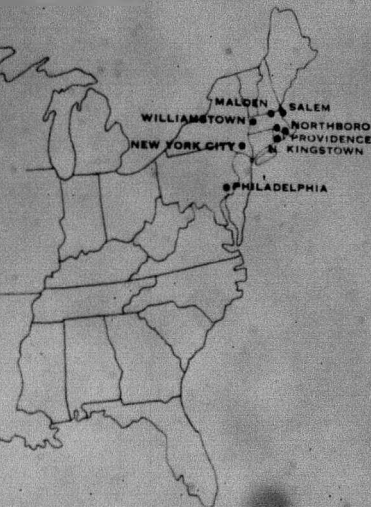 MALDEN
SALEM
WILLIAMSTOWN
NORTHBORO
PROVIDENCE
NEW YORK CITY
N. KINGSTOWN
PHILADELPHIA